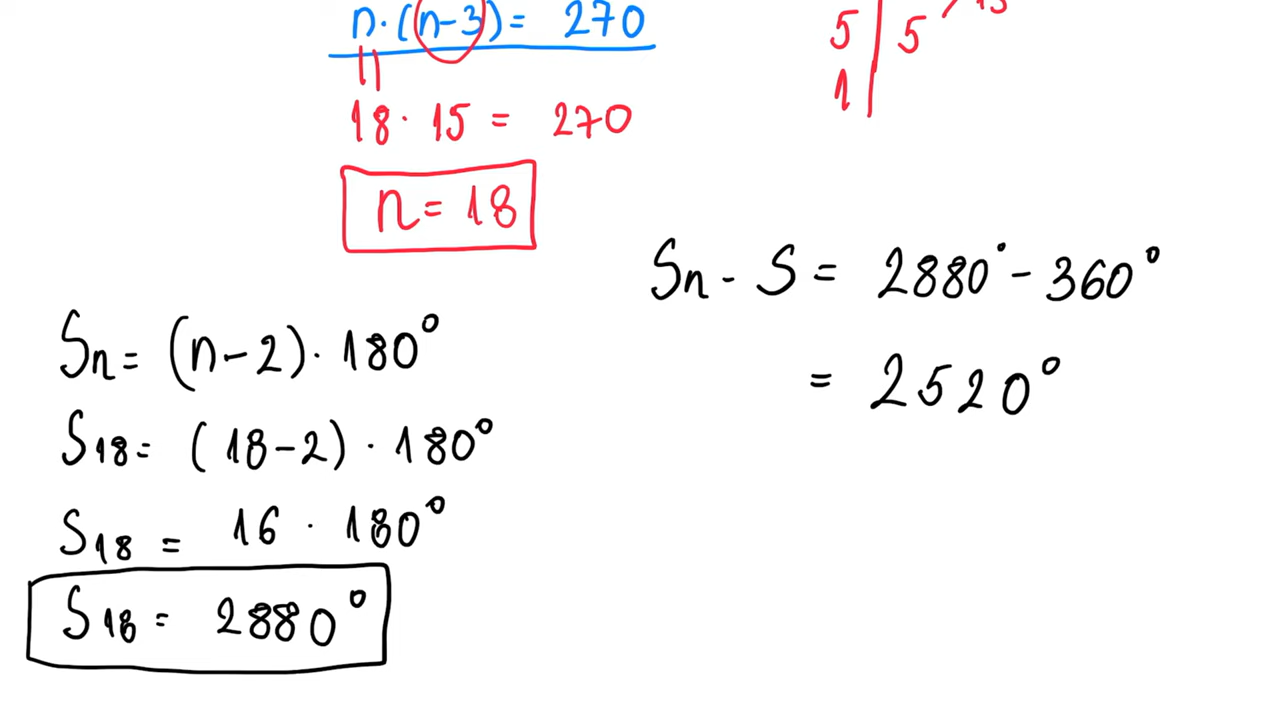 n·(n-3) = 270
18 · 15 = 270
n = 18
5 | 5
1 |
15
Sn - S = 2880° - 360°
= 2520°
Sn = (n-2) · 180°
S18 = (18-2) · 180°
S18 = 16 · 180°
S18 = 2880°